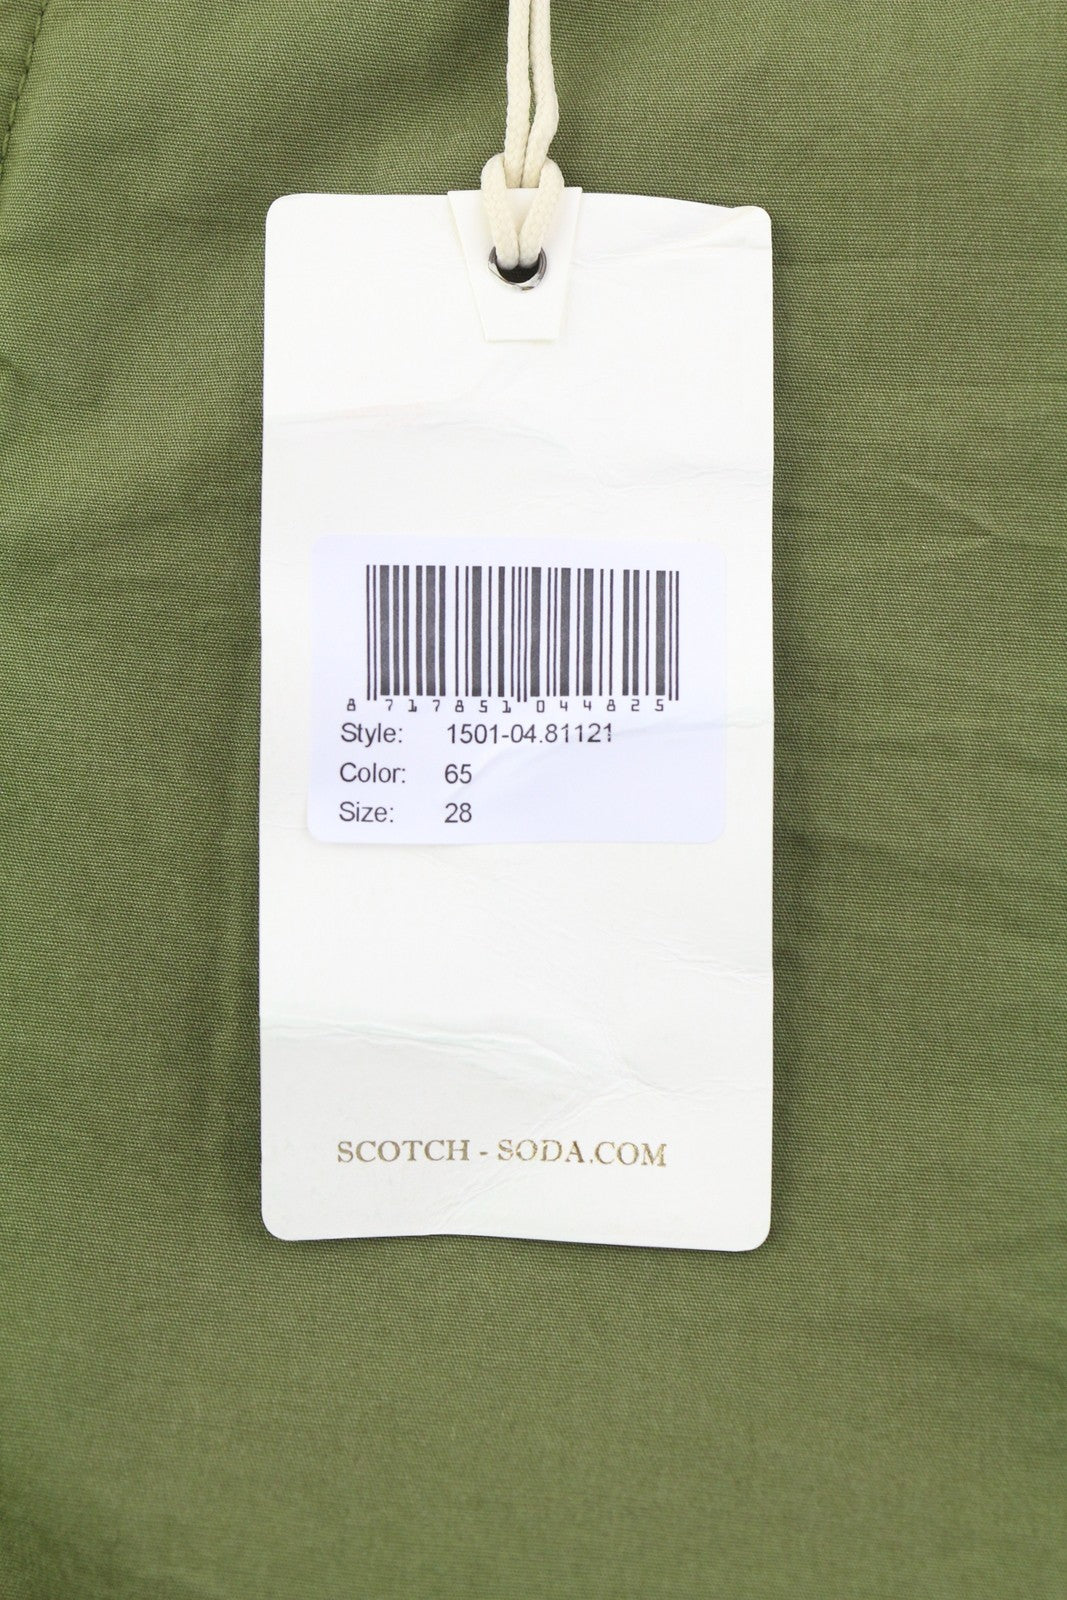 8 717851 044825
Style: 1501-04.81121
Color: 65
Size: 28
SCOTCH - SODA.COM